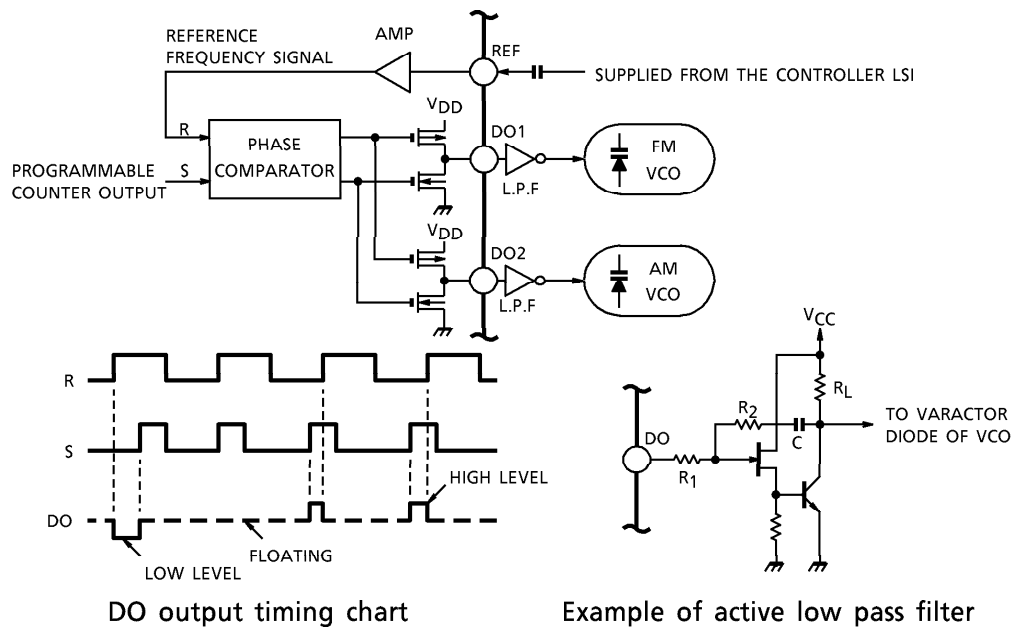 REFERENCE
FREQUENCY SIGNAL
AMP
REF
SUPPLIED FROM THE CONTROLLER LSI
VDD
R
PHASE
COMPARATOR
DO1
FM
VCO
PROGRAMMABLE
COUNTER OUTPUT
S
L.P.F
VDD
DO2
AM
VCO
L.P.F
R
S
DO
HIGH LEVEL
FLOATING
LOW LEVEL
VCC
RL
R2
C
TO VARACTOR
DIODE OF VCO
DO
R1
DO output timing chart
Example of active low pass filter